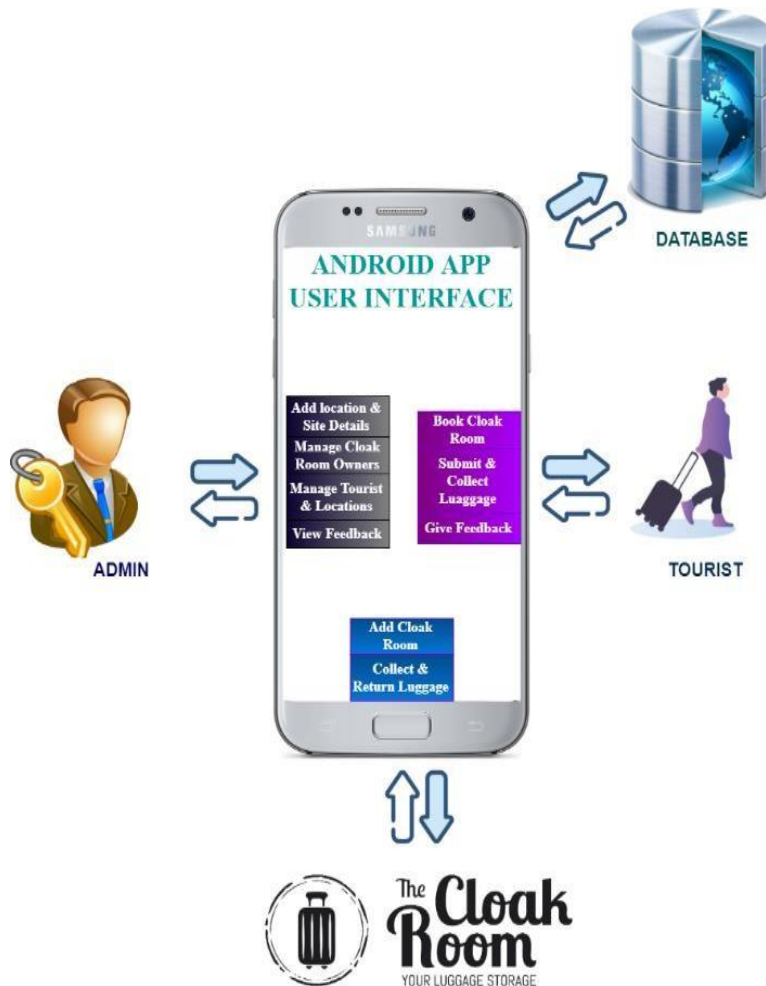 DATABASE
SAMSUNG
ANDROID APP
USER INTERFACE
Add location &
Site Details
Manage Cloak
Room Owners
Manage Tourist
& Locations
View Feedback
Book Cloak
Room
Submit &
Collect
Luaggage
Give Feedback
ADMIN
TOURIST
Add Cloak
Room
Collect &
Return Luggage
The Cloak
Room
YOUR LUGGAGE STORAGE